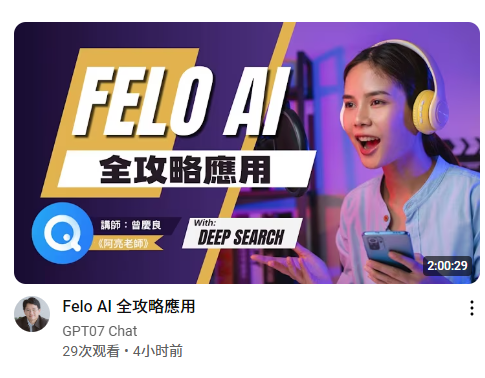 FELO AI
全攻略應用
講師：曾慶良
《阿亮老師》
With:
DEEP SEARCH
2:00:29
Felo AI 全攻略應用
GPT07 Chat
29次观看 • 4小时前